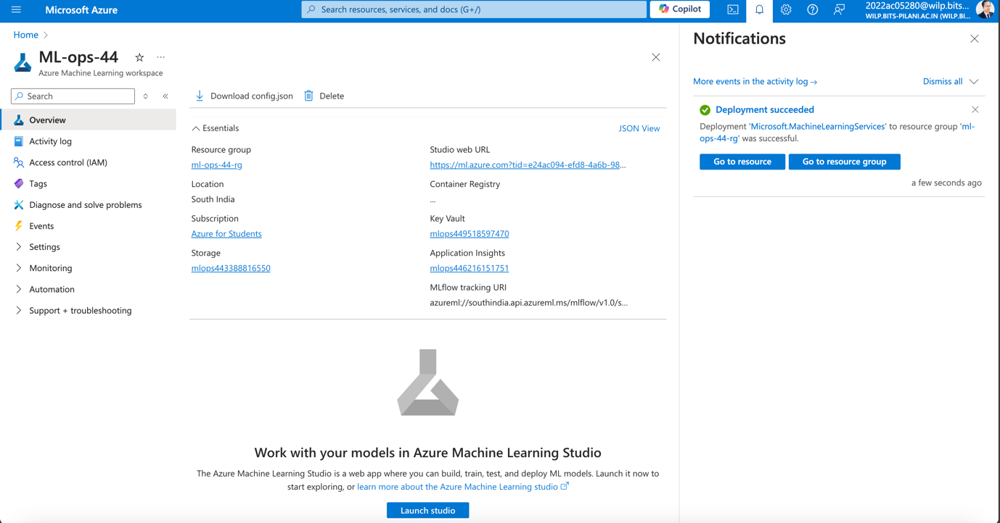 Microsoft Azure
Search resources, services, and docs (G+/)
Copilot
2022ac05280@wilp.bits...
WILP.BITS-PILANI.AC.IN (WILP.BI...
Home
ML-ops-44
...
Azure Machine Learning workspace
Search
Overview
Activity log
Access control (IAM)
Tags
Diagnose and solve problems
Events
Settings
Monitoring
Automation
Support + troubleshooting
Download config.json
Delete
Essentials
JSON View
Resource group
ml-ops-44-rg
Location
South India
Subscription
Azure for Students
Storage
mlops443388816550
Studio web URL
https://ml.azure.com?tid=e24ac094-efd8-4a6b-98...
Container Registry
...
Key Vault
mlops449518597470
Application Insights
mlops446216151751
MLflow tracking URI
azureml://southindia.api.azureml.ms/mlflow/v1.0/s...
Work with your models in Azure Machine Learning Studio
The Azure Machine Learning Studio is a web app where you can build, train, test, and deploy ML models. Launch it now to
start exploring, or learn more about the Azure Machine Learning studio
Launch studio
Notifications
More events in the activity log →
Dismiss all
Deployment succeeded
Deployment 'Microsoft.MachineLearningServices' to resource group 'ml-
ops-44-rg' was successful.
Go to resource
Go to resource group
a few seconds ago